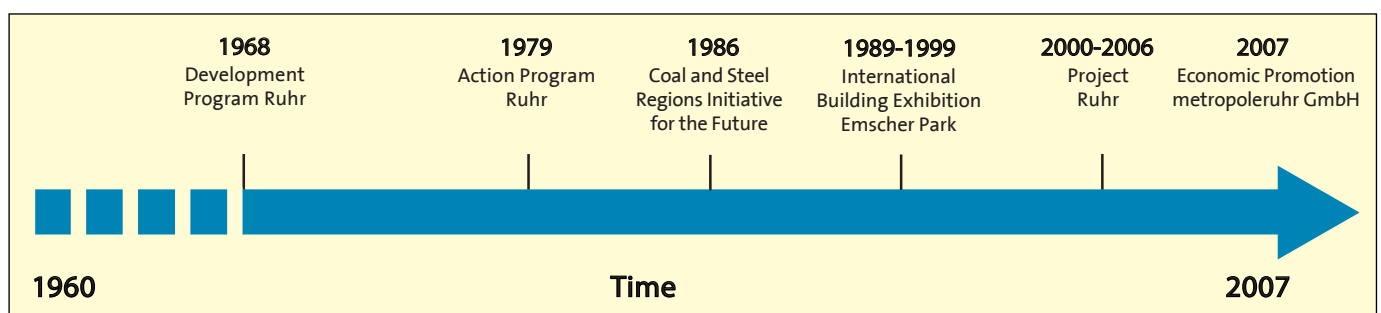 1968
Development
Program Ruhr
1979
Action Program
Ruhr
1986
Coal and Steel
Regions Initiative
for the Future
1989-1999
International
Building Exhibition
Emscher Park
2000-2006
Project
Ruhr
2007
Economic Promotion
metropoleruhr GmbH
1960
Time
2007